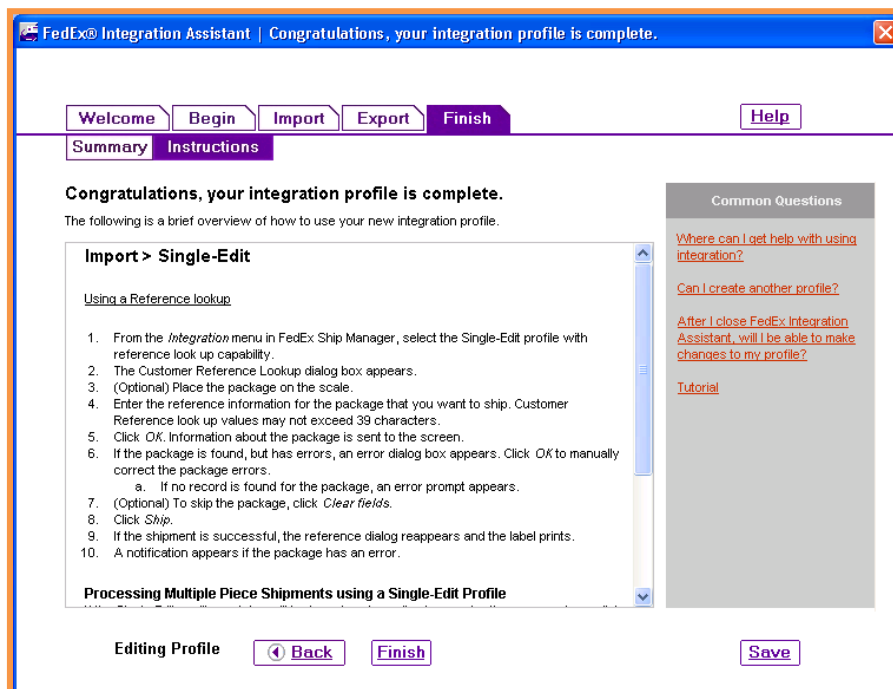 FedEx® Integration Assistant | Congratulations, your integration profile is complete.
Welcome Begin Import Export Finish Help
Summary Instructions
Congratulations, your integration profile is complete.
The following is a brief overview of how to use your new integration profile.
Import > Single-Edit
Using a Reference lookup
1. From the Integration menu in FedEx Ship Manager, select the Single-Edit profile with
reference look up capability.
2. The Customer Reference Lookup dialog box appears.
3. (Optional) Place the package on the scale.
4. Enter the reference information for the package that you want to ship. Customer
Reference look up values may not exceed 39 characters.
5. Click OK. Information about the package is sent to the screen.
6. If the package is found, but has errors, an error dialog box appears. Click OK to manually
correct the package errors.
a. If no record is found for the package, an error prompt appears.
7. (Optional) To skip the package, click Clear fields.
8. Click Ship.
9. If the shipment is successful, the reference dialog reappears and the label prints.
10. A notification appears if the package has an error.
Processing Multiple Piece Shipments using a Single-Edit Profile
Common Questions
Where can I get help with using
integration?
Can I create another profile?
After I close FedEx Integration
Assistant, will I be able to make
changes to my profile?
Tutorial
Editing Profile Back Finish Save